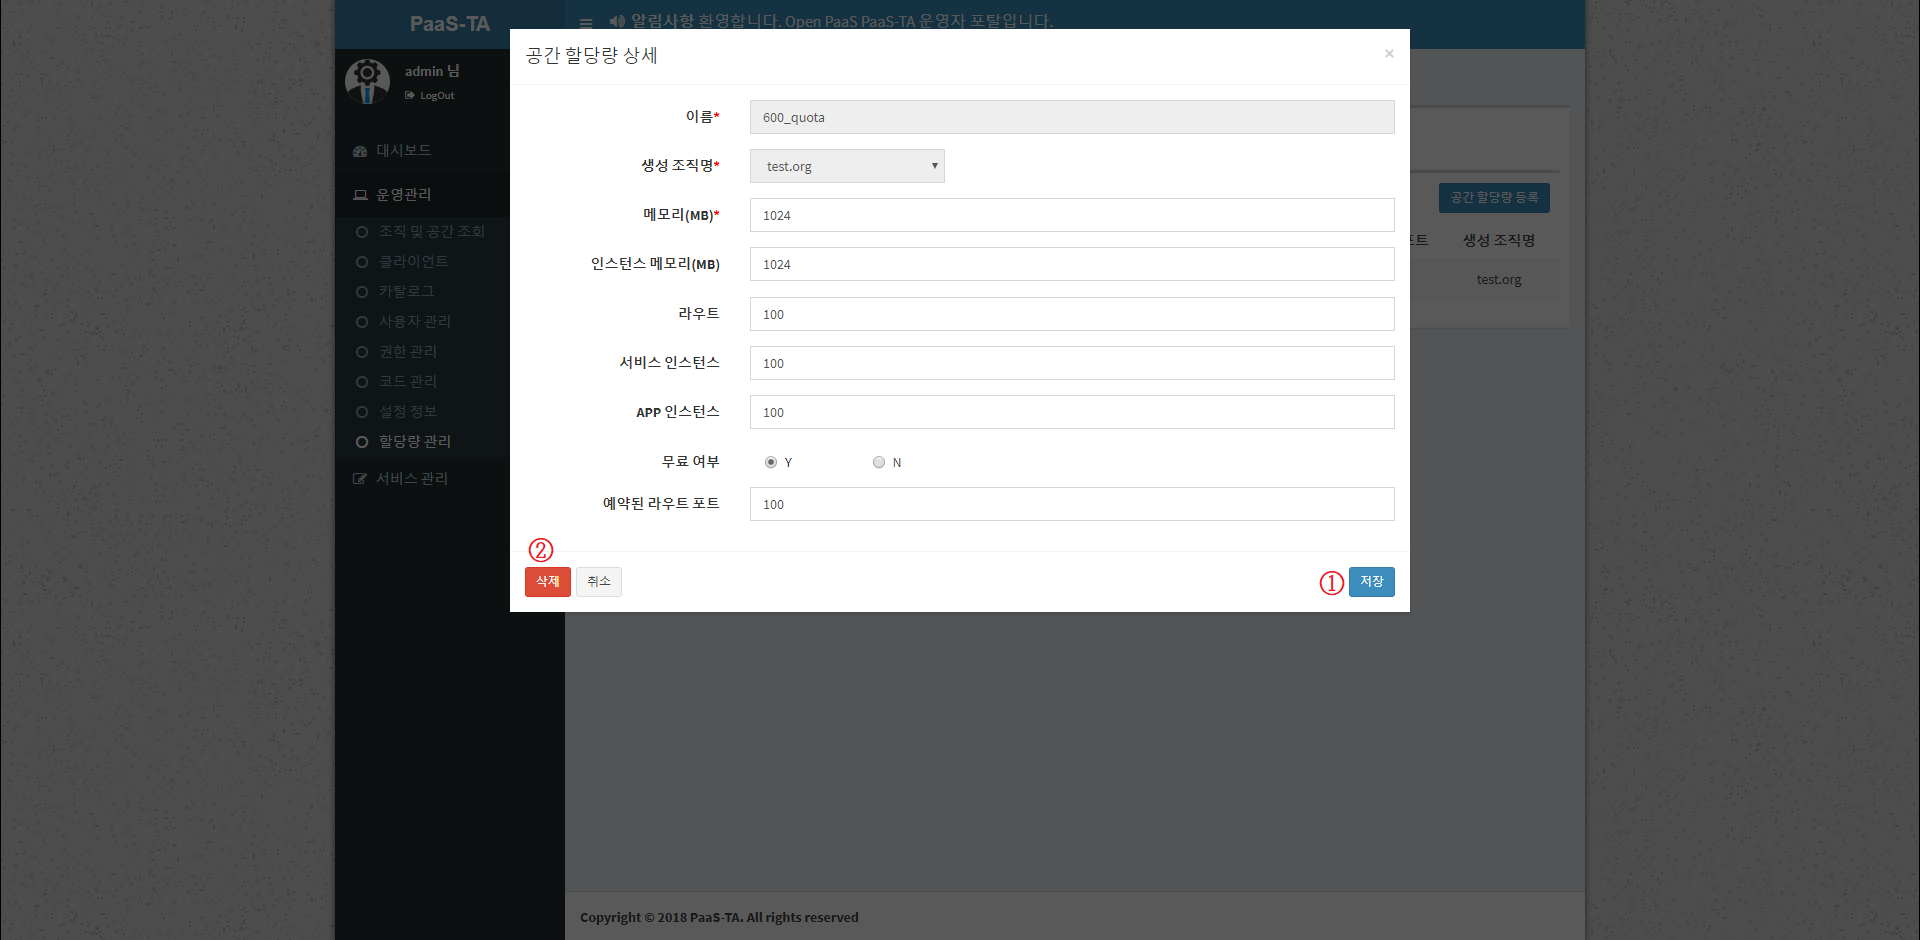 PaaS-TA
알림사항 환영합니다. Open PaaS PaaS-TA 운영자 포탈입니다.
admin 님
LogOut
대시보드
운영관리
조직 및 공간 조회
클라이언트
카탈로그
사용자 관리
권한 관리
코드 관리
설정 정보
할당량 관리
서비스 관리
공간 할당량 상세
×
이름* 600_quota
생성 조직명* test.org
메모리(MB)* 1024
인스턴스 메모리(MB) 1024
라우트 100
서비스 인스턴스 100
APP 인스턴스 100
무료 여부 Y N
예약된 라우트 포트 100
②
삭제 취소 ① 저장
공간 할당량 등록
포트 생성 조직명
test.org
Copyright © 2018 PaaS-TA. All rights reserved